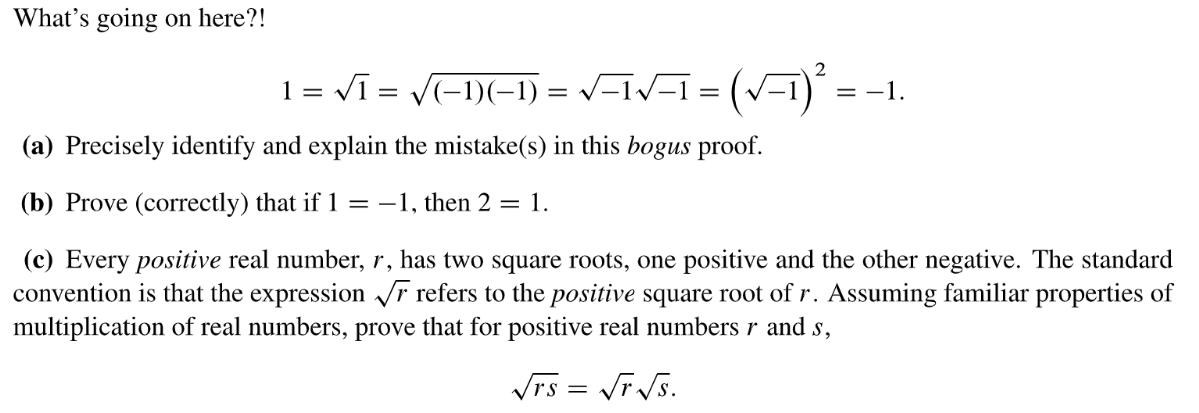 What's going on here?!
1 = √1 = √(−1)(−1) = √−1√−1 = (√−1)² = −1.
(a) Precisely identify and explain the mistake(s) in this bogus proof.
(b) Prove (correctly) that if 1 = −1, then 2 = 1.
(c) Every positive real number, r, has two square roots, one positive and the other negative. The standard
convention is that the expression √r refers to the positive square root of r. Assuming familiar properties of
multiplication of real numbers, prove that for positive real numbers r and s,
√rs = √r√s.